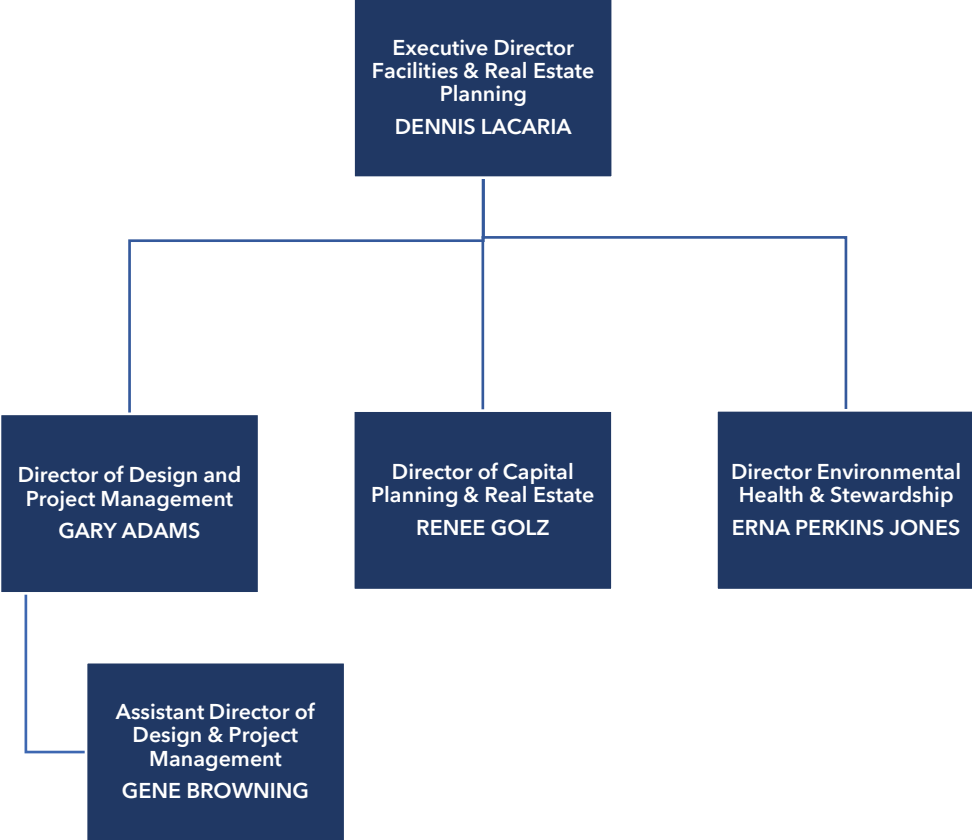 Executive Director
Facilities & Real Estate
Planning
DENNIS LACARIA
Director of Design and
Project Management
GARY ADAMS
Director of Capital
Planning & Real Estate
RENEE GOLZ
Director Environmental
Health & Stewardship
ERNA PERKINS JONES
Assistant Director of
Design & Project
Management
GENE BROWNING